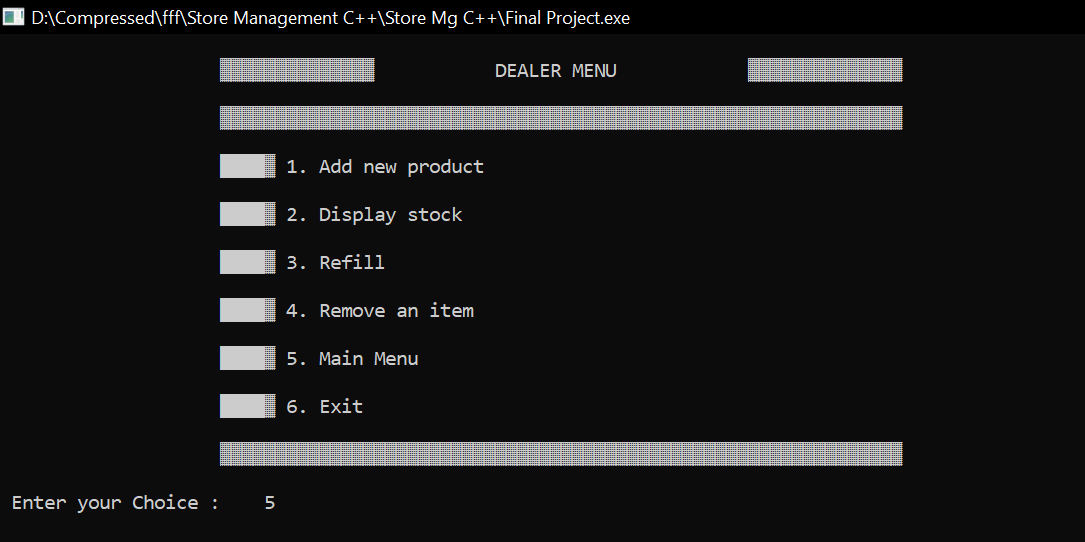 D:\Compressed\fff\Store Management C++\Store Mg C++\Final Project.exe
DEALER MENU
1. Add new product
2. Display stock
3. Refill
4. Remove an item
5. Main Menu
6. Exit
Enter your Choice : 5